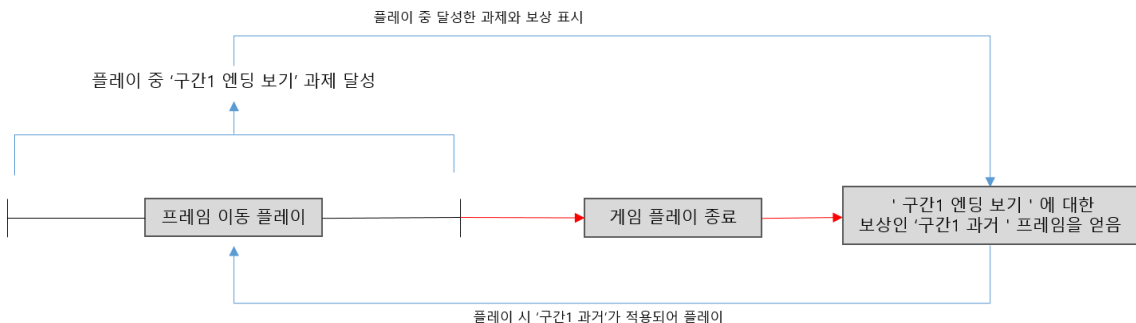 플레이 중 달성한 과제와 보상 표시
플레이 중 ‘구간1 엔딩 보기’ 과제 달성
프레임 이동 플레이
게임 플레이 종료
' 구간1 엔딩 보기 ' 에 대한
보상인 ‘구간1 과거 ' 프레임을 얻음
플레이 시 ‘구간1 과거’가 적용되어 플레이